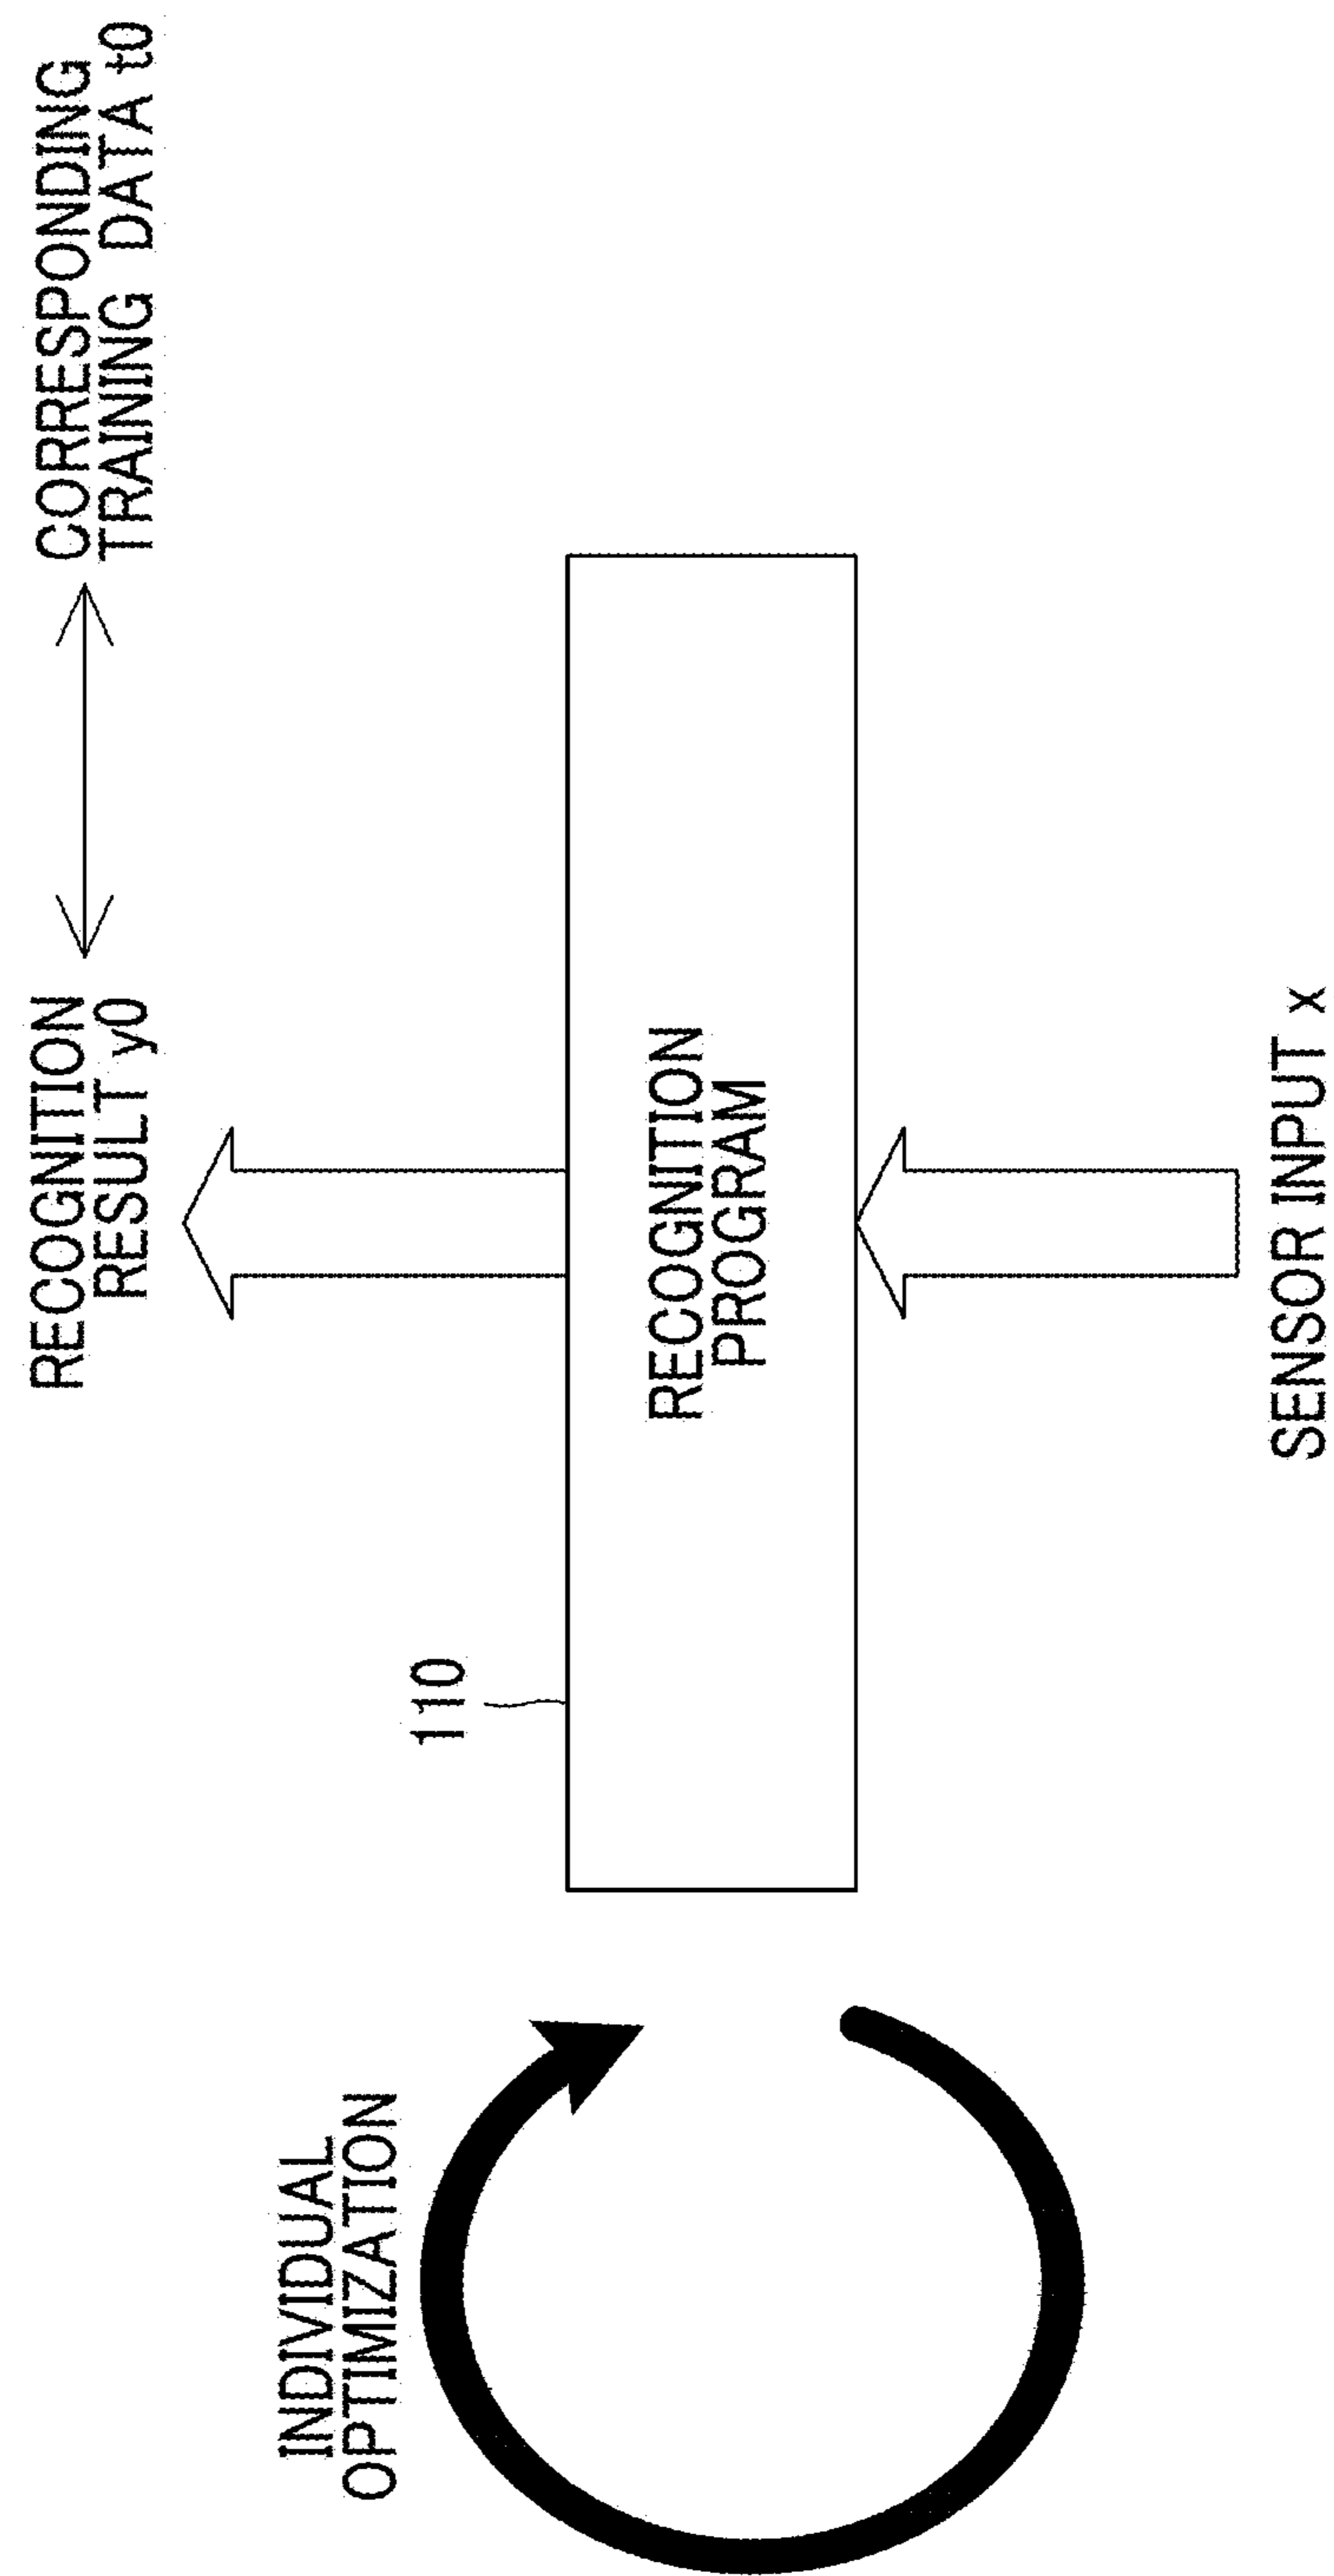 RECOGNITION
RESULT y0
CORRESPONDING
TRAINING DATA t0
INDIVIDUAL
OPTIMIZATION
110
RECOGNITION
PROGRAM
SENSOR INPUT x